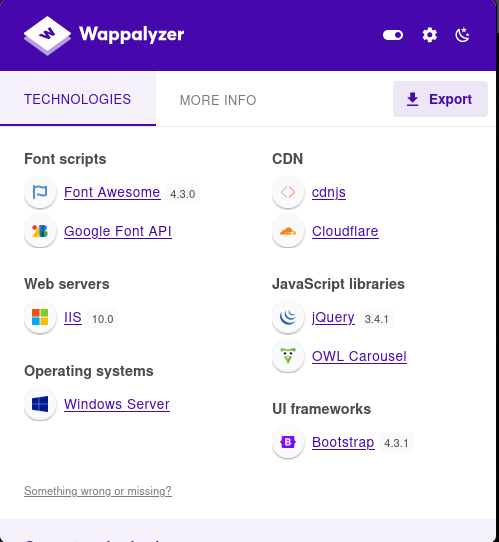 Wappalyzer
TECHNOLOGIES
MORE INFO
Export
Font scripts
Font Awesome 4.3.0
Google Font API
Web servers
IIS 10.0
Operating systems
Windows Server
CDN
cdnjs
Cloudflare
JavaScript libraries
jQuery 3.4.1
OWL Carousel
UI frameworks
Bootstrap 4.3.1
Something wrong or missing?